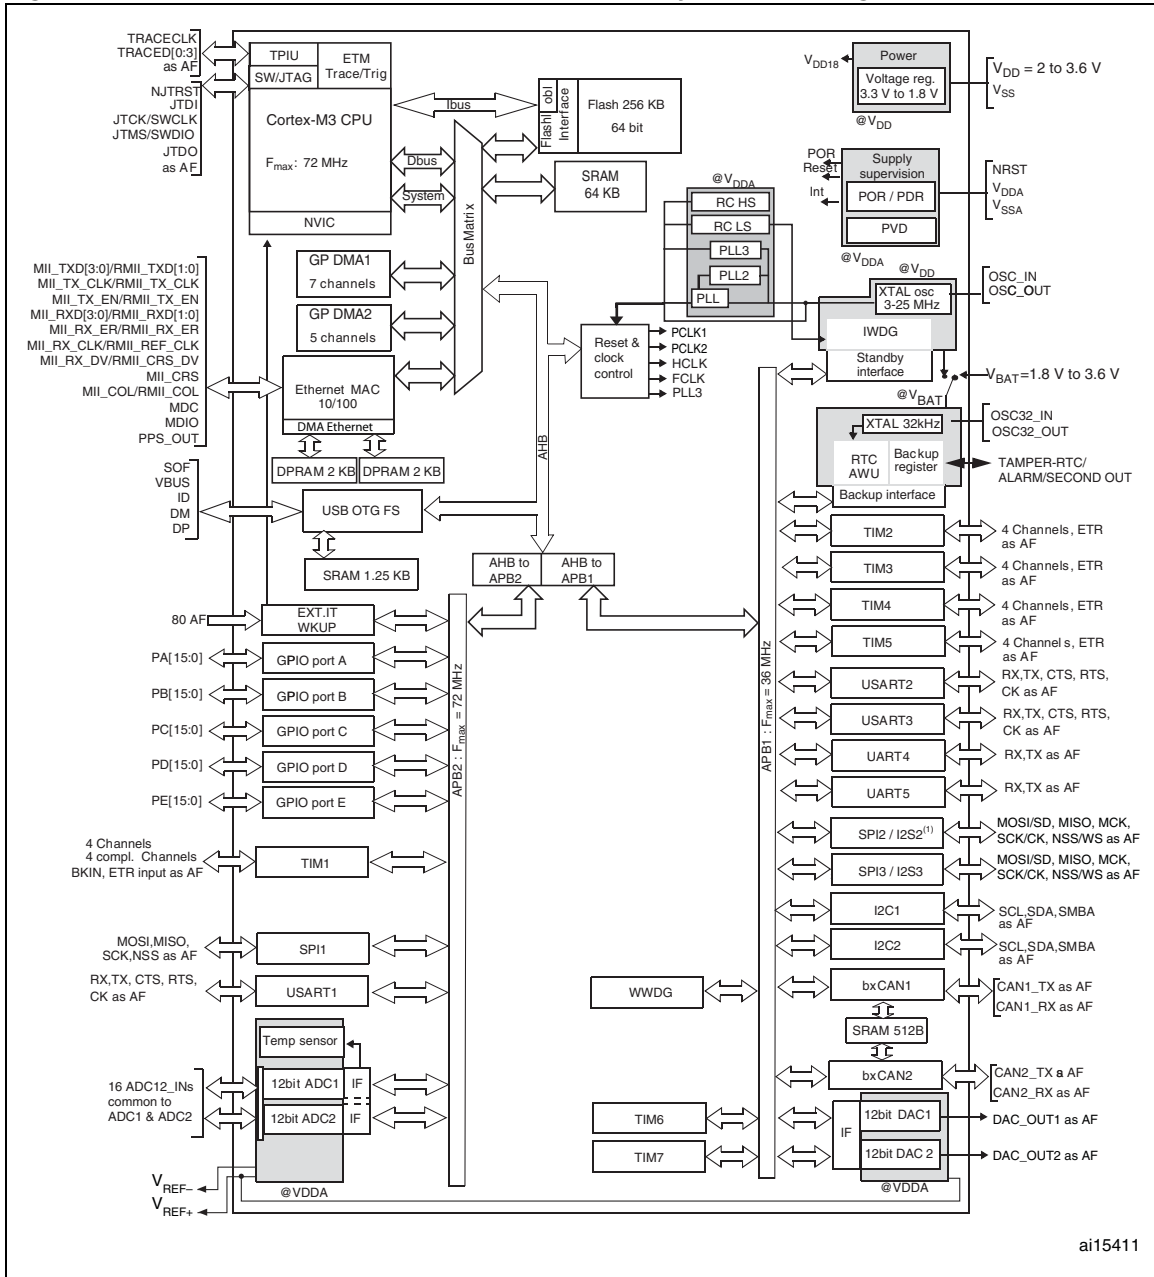 TRACECLK
TRACED[0:3]
as AF
NJTRST
JTDI
JTCK/SWCLK
JTMS/SWDIO
JTDO
as AF
TPIU
SW/JTAG
ETM
Trace/Trig
Cortex-M3 CPU
Fmax: 72 MHz
NVIC
Ibus
Dbus
System
BusMatrix
Flashl obl
Interface
Flash 256 KB
64 bit
SRAM
64 KB
VDD18
Power
Voltage reg.
3.3 V to 1.8 V
@VDD
VDD = 2 to 3.6 V
VSS
POR
Reset
Int
Supply
supervision
POR / PDR
PVD
@VDDA
NRST
VDDA
VSSA
@VDDA
RC HS
RC LS
PLL3
PLL2
PLL
@VDD
XTAL osc
3-25 MHz
IWDG
Standby
interface
OSC_IN
OSC_OUT
GP DMA1
7 channels
GP DMA2
5 channels
Reset &
clock
control
PCLK1
PCLK2
HCLK
FCLK
PLL3
VBAT=1.8 V to 3.6 V
@VBAT
MII_TXD[3:0]/RMII_TXD[1:0]
MII_TX_CLK/RMII_TX_CLK
MII_TX_EN/RMII_TX_EN
MII_RXD[3:0]/RMII_RXD[1:0]
MII_RX_ER/RMII_RX_ER
MII_RX_CLK/RMII_REF_CLK
MII_RX_DV/RMII_CRS_DV
MII_CRS
MII_COL/RMII_COL
MDC
MDIO
PPS_OUT
Ethernet MAC
10/100
DMA Ethernet
DPRAM 2 KB
DPRAM 2 KB
AHB
XTAL 32kHz
RTC
AWU
Backup
register
Backup interface
OSC32_IN
OSC32_OUT
TAMPER-RTC/
ALARM/SECOND OUT
SOF
VBUS
ID
DM
DP
USB OTG FS
SRAM 1.25 KB
AHB to
APB2
AHB to
APB1
80 AF
EXT.IT
WKUP
PA[15:0]
GPIO port A
PB[15:0]
GPIO port B
PC[15:0]
GPIO port C
PD[15:0]
GPIO port D
PE[15:0]
GPIO port E
4 Channels
4 compl. Channels
BKIN, ETR input as AF
TIM1
MOSI,MISO,
SCK,NSS as AF
SPI1
RX,TX, CTS, RTS,
CK as AF
USART1
Temp sensor
16 ADC12_INs
common to
ADC1 & ADC2
12bit ADC1
IF
12bit ADC2
IF
VREF–
VREF+
@VDDA
APB2 : Fmax = 72 MHz
APB1 : Fmax = 36 MHz
WWDG
TIM6
TIM7
TIM2
4 Channels, ETR
as AF
TIM3
4 Channels, ETR
as AF
TIM4
4 Channels, ETR
as AF
TIM5
4 Channels, ETR
as AF
USART2
RX,TX, CTS, RTS,
CK as AF
USART3
RX,TX, CTS, RTS,
CK as AF
UART4
RX,TX as AF
UART5
RX,TX as AF
SPI2 / I2S2(1)
MOSI/SD, MISO, MCK,
SCK/CK, NSS/WS as AF
SPI3 / I2S3
MOSI/SD, MISO, MCK,
SCK/CK, NSS/WS as AF
I2C1
SCL,SDA,SMBA
as AF
I2C2
SCL,SDA,SMBA
as AF
bxCAN1
CAN1_TX as AF
CAN1_RX as AF
SRAM 512B
bxCAN2
CAN2_TX a AF
CAN2_RX as AF
IF
12bit DAC1
DAC_OUT1 as AF
12bit DAC 2
DAC_OUT2 as AF
@VDDA
ai15411